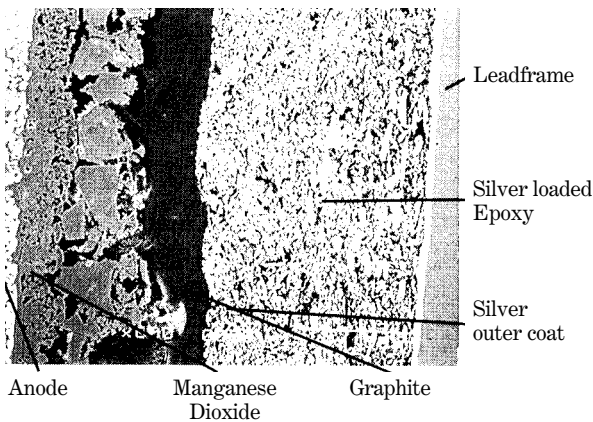 Leadframe
Silver loaded
Epoxy
Silver
outer coat
Anode
Manganese
Dioxide
Graphite